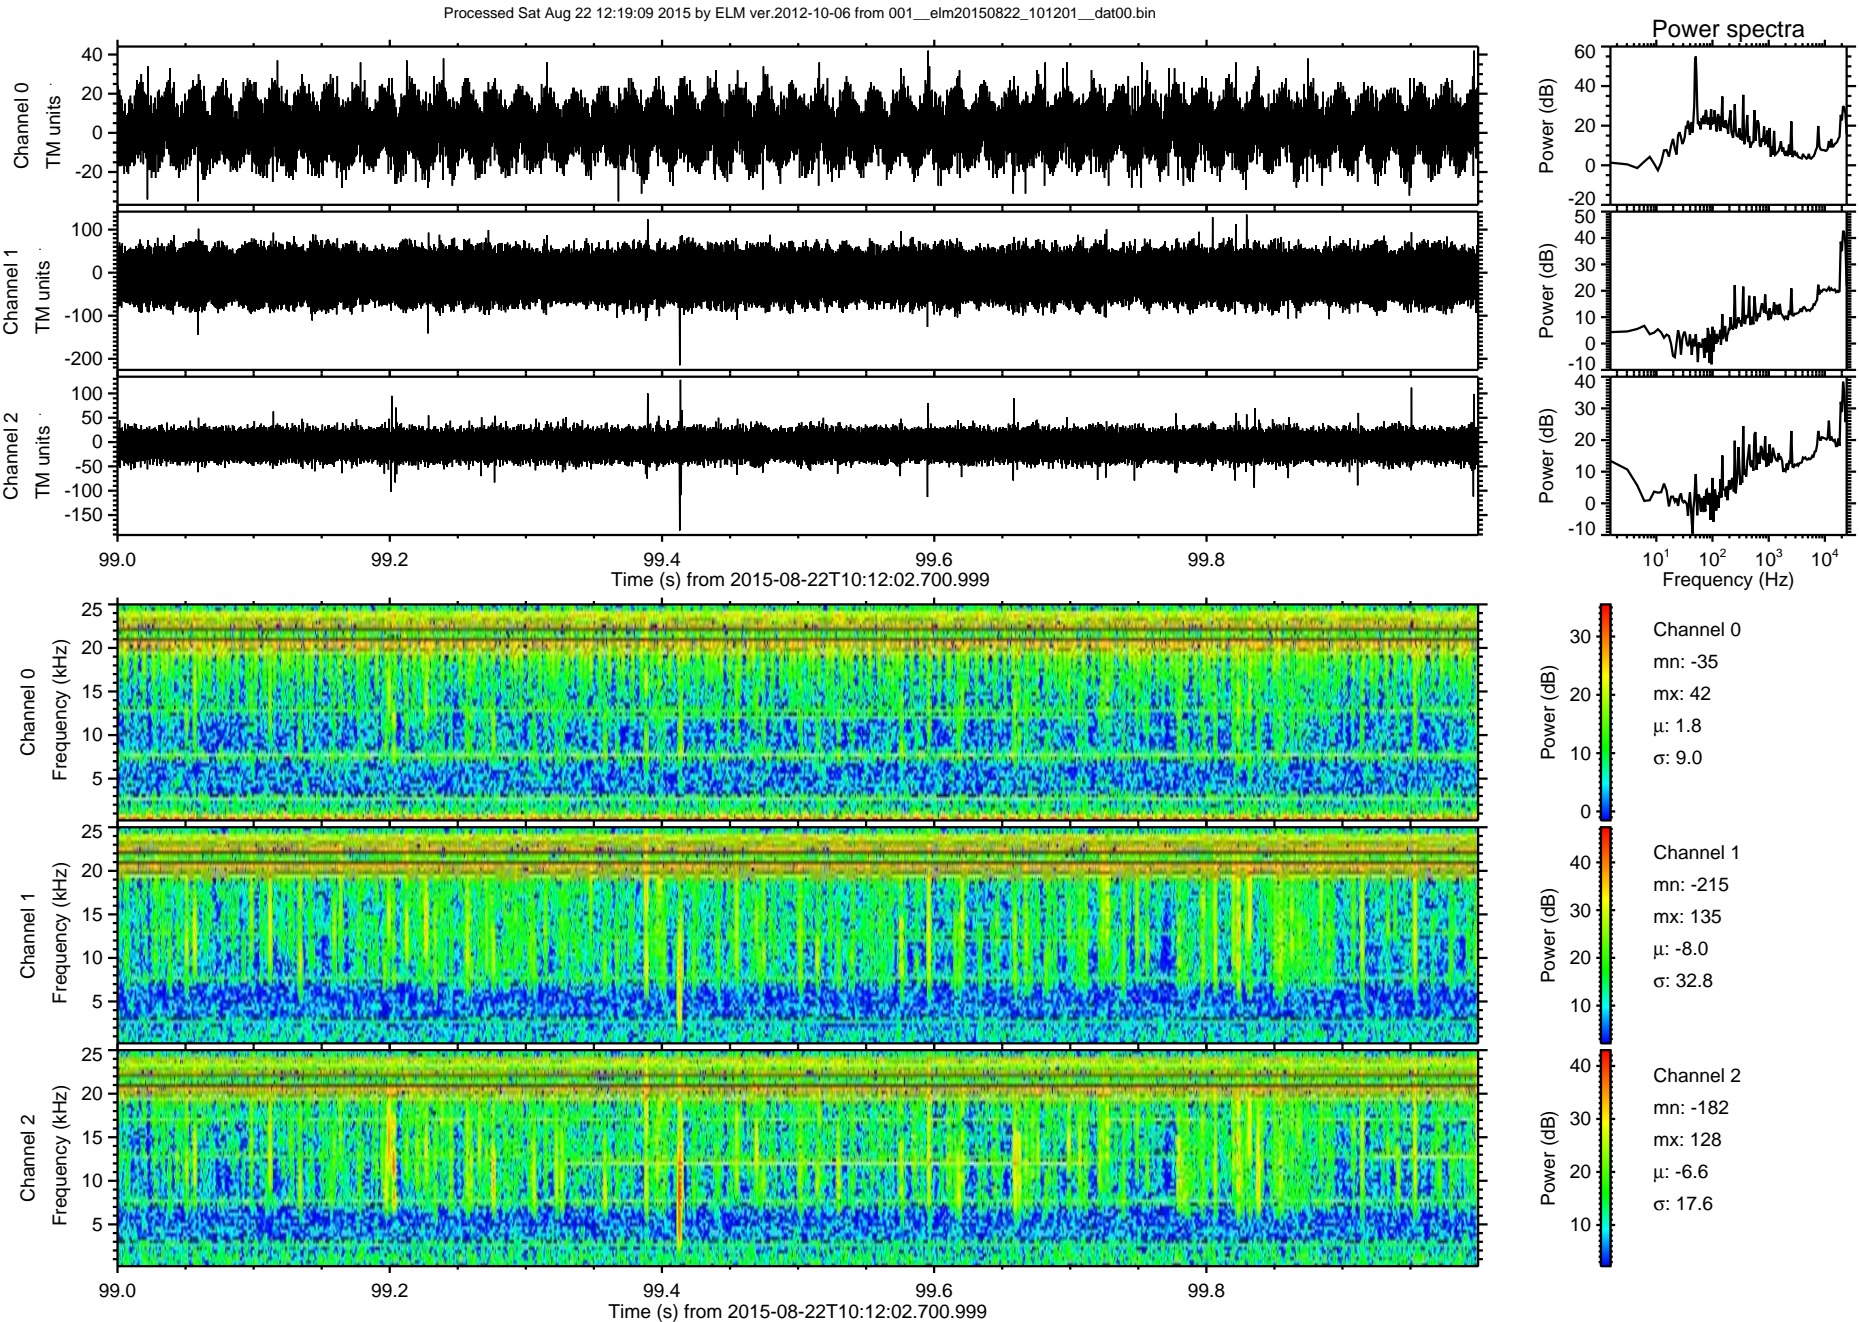 Processed Sat Aug 22 12:19:09 2015 by ELM ver.2012-10-06 from 001__elm20150822_101201__dat00.bin
Power spectra
Channel 0
TM units
40
20
0
-20
Power (dB)
60
40
20
0
-20
Channel 1
TM units
100
0
-100
-200
Power (dB)
50
40
30
20
10
0
-10
Channel 2
TM units
100
50
0
-50
-100
-150
Power (dB)
40
30
20
10
0
-10
99.0 99.2 99.4 99.6 99.8
Time (s) from 2015-08-22T10:12:02.700.999
10^1 10^2 10^3 10^4
Frequency (Hz)
Channel 0
Frequency (kHz)
25
20
15
10
5
Power (dB)
30
20
10
0
Channel 0
mn: -35
mx: 42
μ: 1.8
σ: 9.0
Channel 1
Frequency (kHz)
25
20
15
10
5
Power (dB)
40
30
20
10
Channel 1
mn: -215
mx: 135
μ: -8.0
σ: 32.8
Channel 2
Frequency (kHz)
25
20
15
10
5
Power (dB)
40
30
20
10
Channel 2
mn: -182
mx: 128
μ: -6.6
σ: 17.6
99.0 99.2 99.4 99.6 99.8
Time (s) from 2015-08-22T10:12:02.700.999